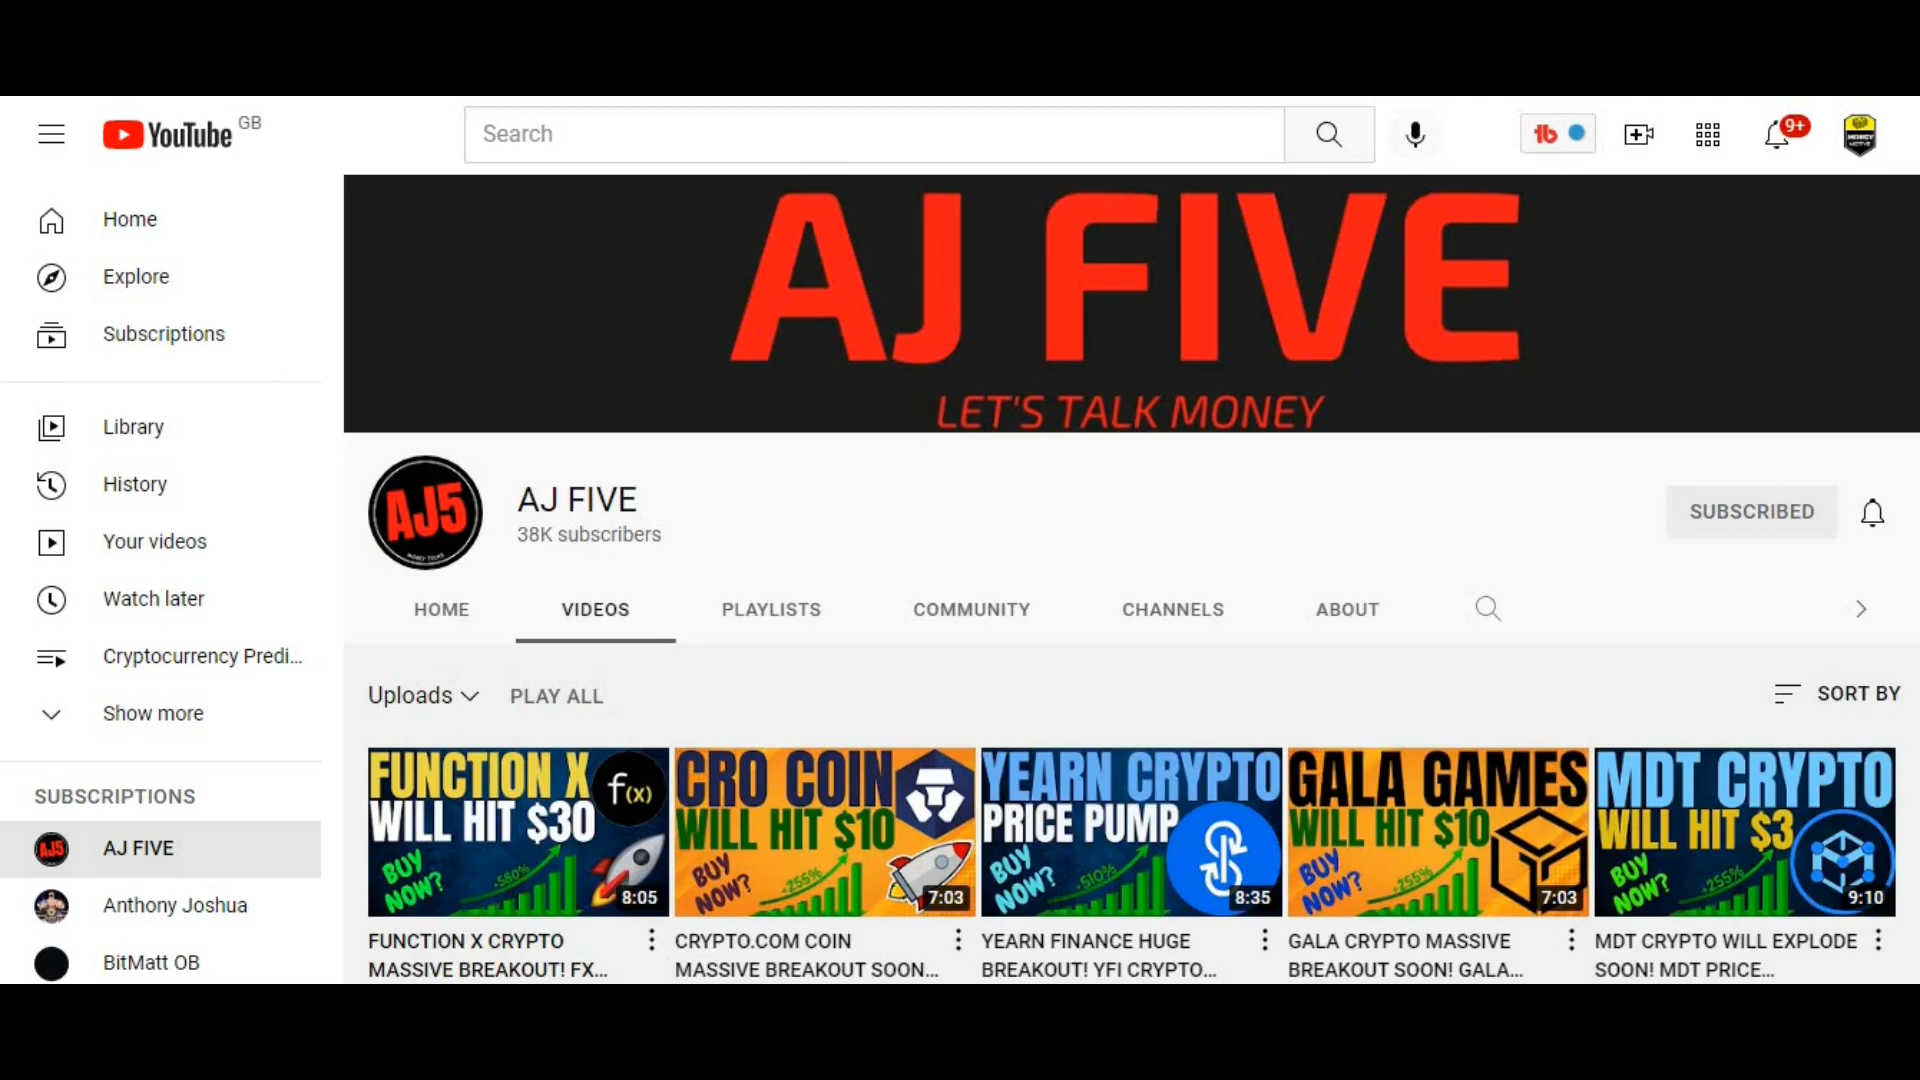 YouTube GB
Search
1b
9+
Home
Explore
Subscriptions
Library
History
Your videos
Watch later
Cryptocurrency Predi...
Show more
SUBSCRIPTIONS
AJ FIVE
Anthony Joshua
BitMatt OB
AJ FIVE
LET'S TALK MONEY
AJ5
AJ FIVE
38K subscribers
SUBSCRIBED
HOME
VIDEOS
PLAYLISTS
COMMUNITY
CHANNELS
ABOUT
Uploads
PLAY ALL
SORT BY
FUNCTION X
WILL HIT $30
f(x)
BUY
NOW?
+580%
8:05
FUNCTION X CRYPTO
MASSIVE BREAKOUT! FX...
CRO COIN
WILL HIT $10
BUY
NOW?
+255%
7:03
CRYPTO.COM COIN
MASSIVE BREAKOUT SOON...
YEARN CRYPTO
PRICE PUMP
BUY
NOW?
+510%
8:35
YEARN FINANCE HUGE
BREAKOUT! YFI CRYPTO...
GALA GAMES
WILL HIT $10
BUY
NOW?
+255%
7:03
GALA CRYPTO MASSIVE
BREAKOUT SOON! GALA...
MDT CRYPTO
WILL HIT $3
BUY
NOW?
+255%
9:10
MDT CRYPTO WILL EXPLODE
SOON! MDT PRICE...